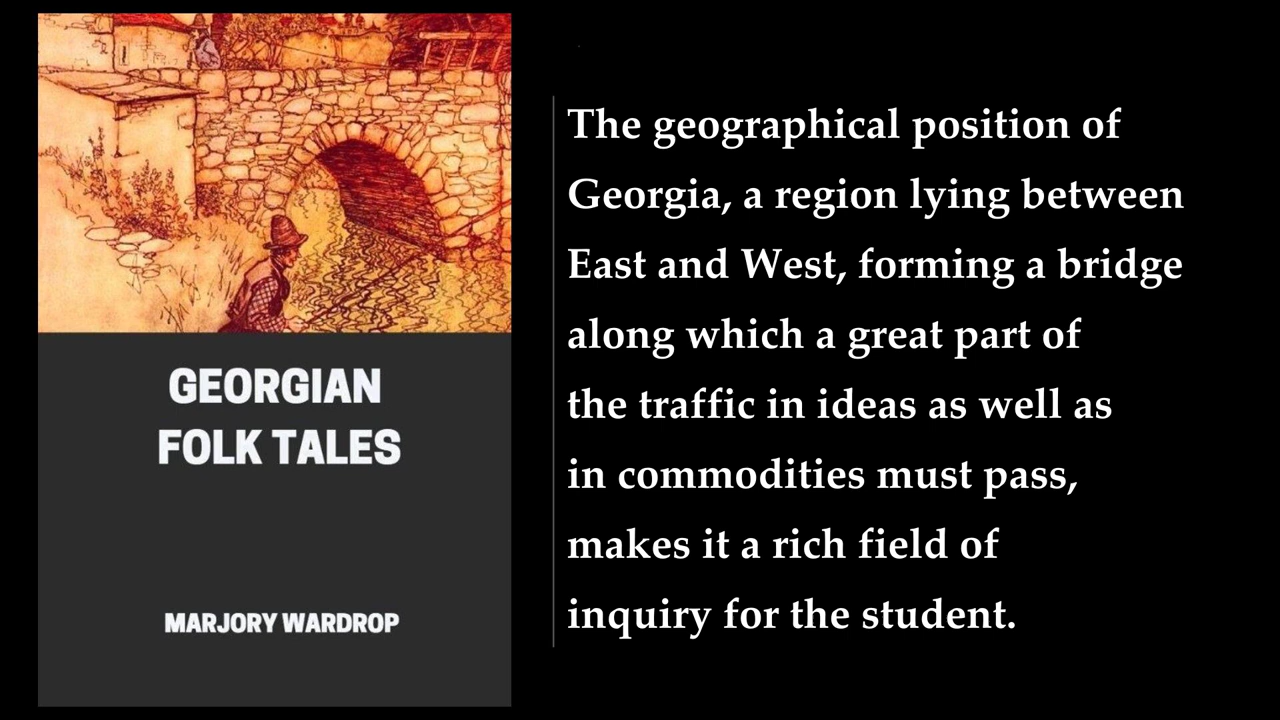 GEORGIAN
FOLK TALES
MARJORY WARDROP
The geographical position of
Georgia, a region lying between
East and West, forming a bridge
along which a great part of
the traffic in ideas as well as
in commodities must pass,
makes it a rich field of
inquiry for the student.